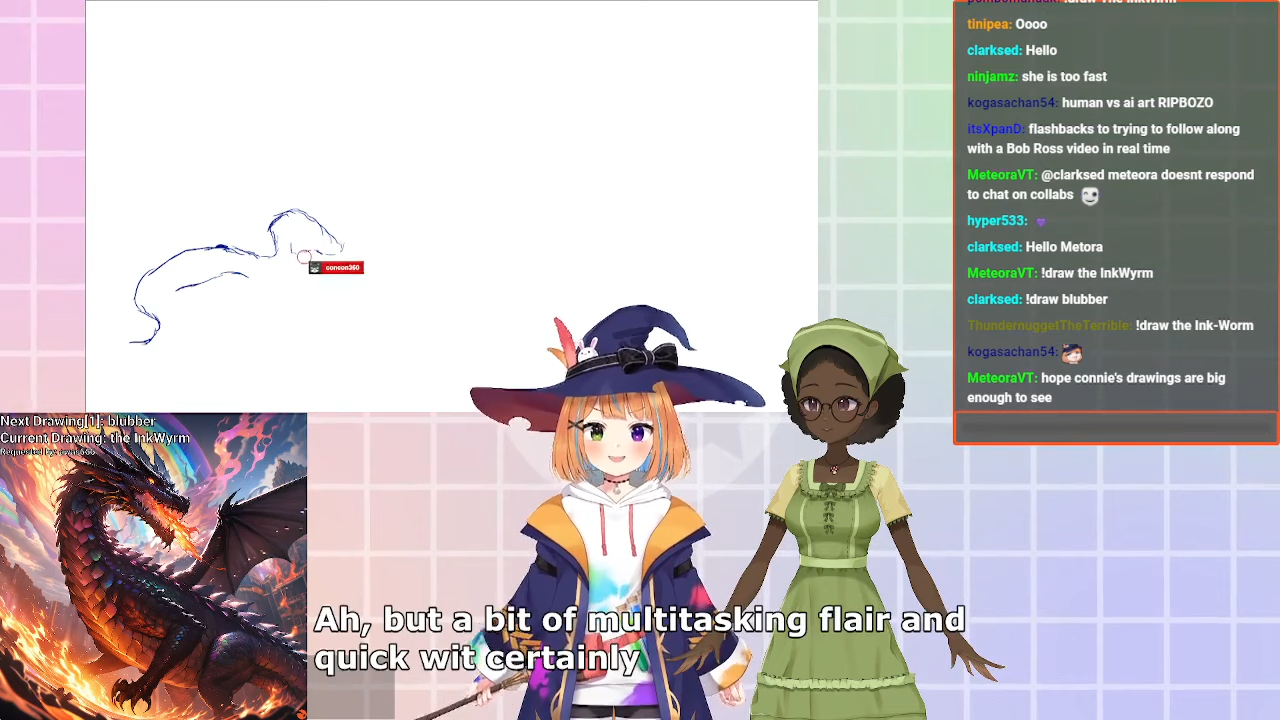 tinipea: Oooo
clarksed: Hello
ninjamz: she is too fast
kogasachan54: human vs ai art RIPBOZO
itsXpanD: flashbacks to trying to follow along
with a Bob Ross video in real time
MeteoraVT: @clarksed meteora doesnt respond
to chat on collabs
hyper533:
clarksed: Hello Metora
MeteoraVT: !draw the InkWyrm
clarksed: !draw blubber
ThundernuggetTheTerrible: !draw the Ink-Worm
kogasachan54:
MeteoraVT: hope connie's drawings are big
enough to see
concon360
Next Drawing[1]: blubber
Current Drawing: the InkWyrm
Requested by:
Ah, but a bit of multitasking flair and
quick wit certainly